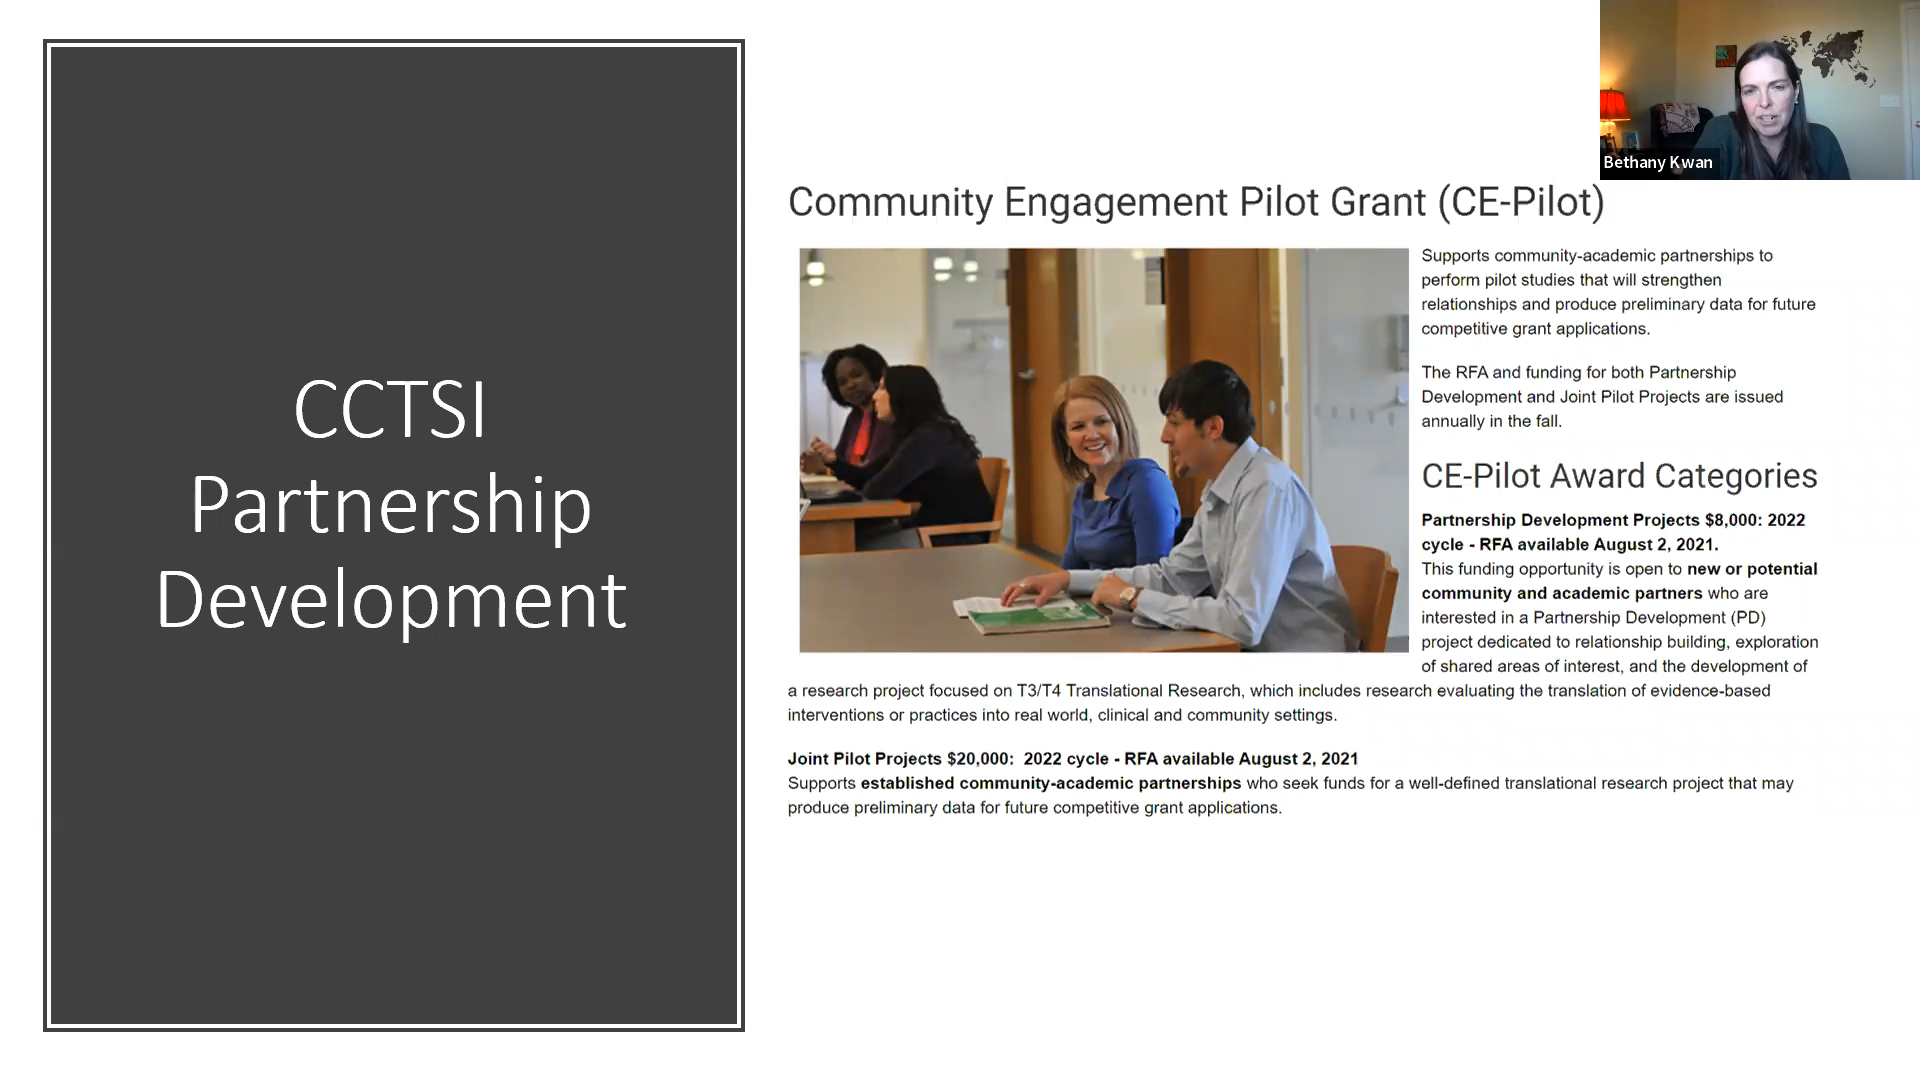 CCTSI
Partnership
Development
Bethany Kwan
Community Engagement Pilot Grant (CE-Pilot)
Supports community-academic partnerships to
perform pilot studies that will strengthen
relationships and produce preliminary data for future
competitive grant applications.
The RFA and funding for both Partnership
Development and Joint Pilot Projects are issued
annually in the fall.
CE-Pilot Award Categories
Partnership Development Projects $8,000: 2022
cycle - RFA available August 2, 2021.
This funding opportunity is open to new or potential
community and academic partners who are
interested in a Partnership Development (PD)
project dedicated to relationship building, exploration
of shared areas of interest, and the development of
a research project focused on T3/T4 Translational Research, which includes research evaluating the translation of evidence-based
interventions or practices into real world, clinical and community settings.
Joint Pilot Projects $20,000: 2022 cycle - RFA available August 2, 2021
Supports established community-academic partnerships who seek funds for a well-defined translational research project that may
produce preliminary data for future competitive grant applications.